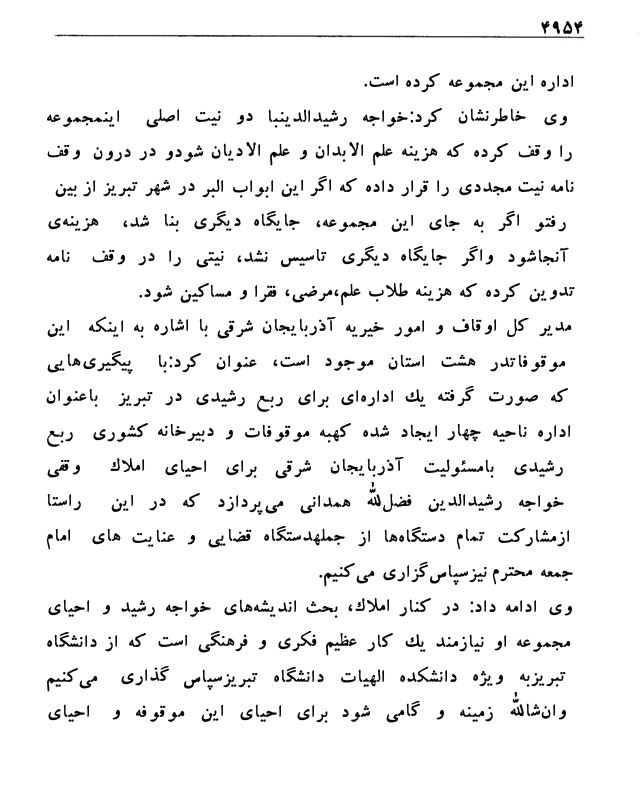 ۴۹۵۴
اداره این مجموعه کرده است.
وی خاطرنشان کرد:خواجه رشیدالدینبا دو نیت اصلی اینمجموعه
را وقف کرده که هزینه علم الابدان و علم الادیان شودو در درون وقف
نامه نیت مجددی را قرار داده که اگر این ابواب البر در شهر تبریز از بین
رفتو اگر به جای این مجموعه، جایگاه دیگری بنا شد، هزینه‌ی
آنجاشود واگر جایگاه دیگری تاسیس نشد، نیتی را در وقف نامه
تدوین کرده که هزینه طلاب علم،مرضی، فقرا و مساکین شود.
مدیر کل اوقاف و امور خیریه آذربایجان شرقی با اشاره به اینکه این
موقوفاتدر هشت استان موجود است، عنوان کرد:با پیگیری‌هایی
که صورت گرفته یك اداره‌ای برای ربع رشیدی در تبریز باعنوان
اداره ناحیه چهار ایجاد شده کهبه موقوفات و دبیرخانه کشوری ربع
رشیدی بامسئولیت آذربایجان شرقی برای احیای املاك وقفی
خواجه رشیدالدین فضل‌الله همدانی می‌پردازد که در این راستا
ازمشارکت تمام دستگاه‌ها از جملهدستگاه قضایی و عنایت های امام
جمعه محترم نیزسپاس‌گزاری می‌کنیم.
وی ادامه داد: در کنار املاك، بحث اندیشه‌های خواجه رشید و احیای
مجموعه او نیازمند یك کار عظیم فکری و فرهنگی است که از دانشگاه
تبریزبه ویژه دانشکده الهیات دانشگاه تبریزسپاس گذاری می‌کنیم
وان‌شاالله زمینه و گامی شود برای احیای این موقوفه و احیای